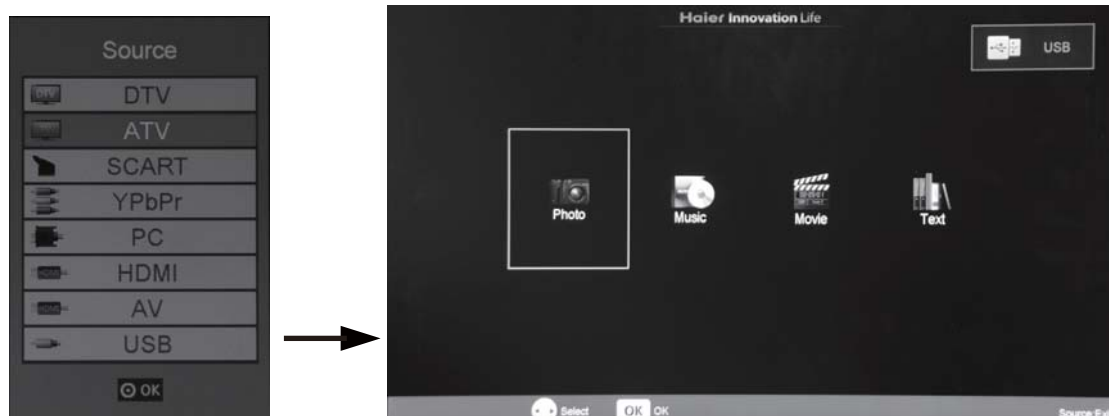 Source
DTV
ATV
SCART
YPbPr
PC
HDMI
AV
USB
OK
Haier Innovation Life
USB
Photo
Music
Movie
Text
Select
OK OK